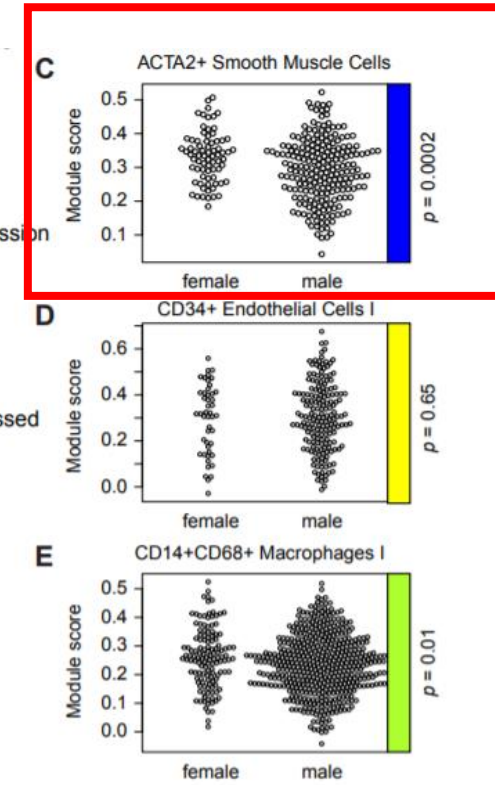 C
ACTA2+ Smooth Muscle Cells
Module score
0.5
0.4
0.3
0.2
0.1
female male
p = 0.0002
ssion
D
CD34+ Endothelial Cells I
Module score
0.6
0.4
0.2
0.0
female male
p = 0.65
ssed
E
CD14+CD68+ Macrophages I
Module score
0.5
0.4
0.3
0.2
0.1
0.0
female male
p = 0.01